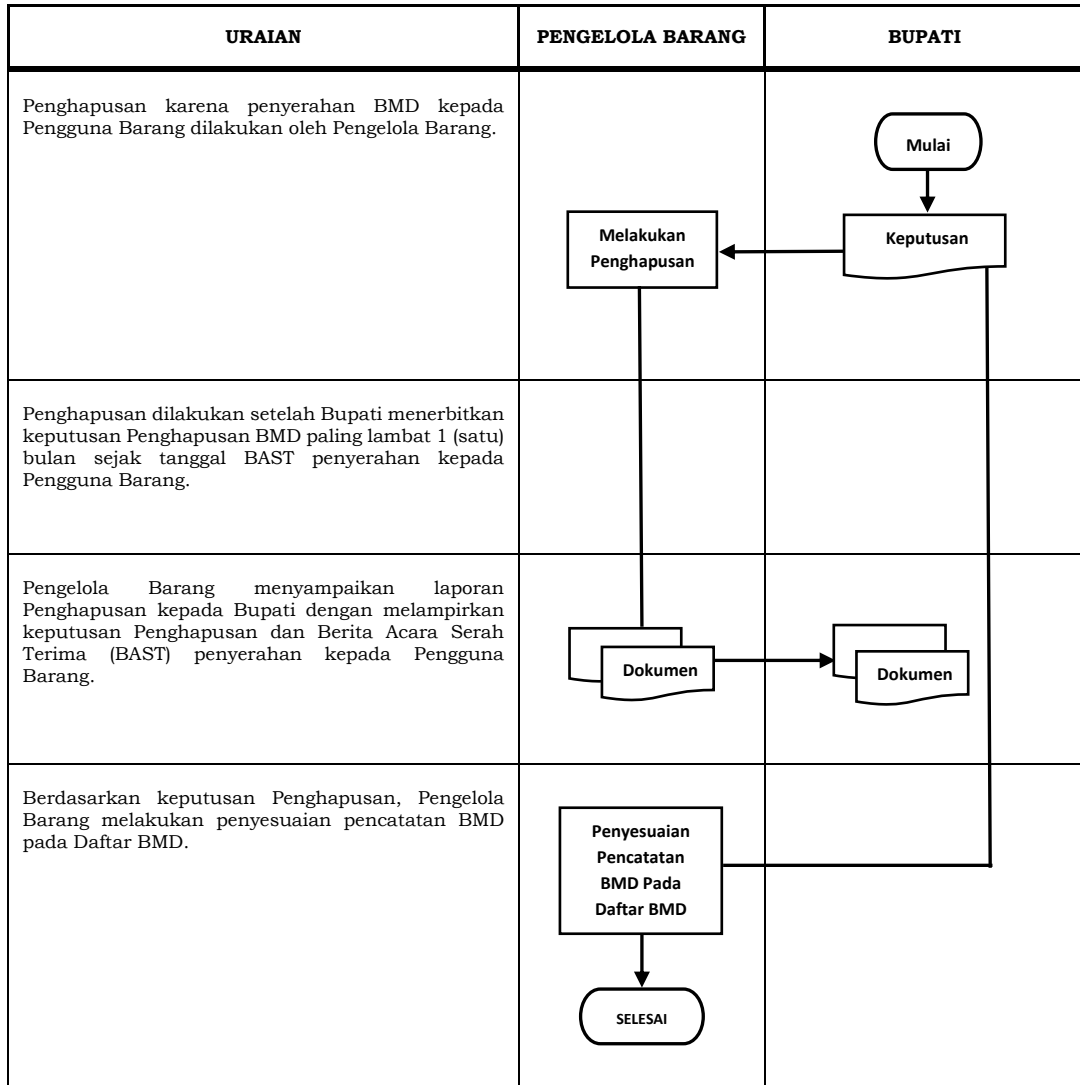 URAIAN
PENGELOLA BARANG
BUPATI
Penghapusan karena penyerahan BMD kepada
Pengguna Barang dilakukan oleh Pengelola Barang.
Mulai
Melakukan
Penghapusan
Keputusan
Penghapusan dilakukan setelah Bupati menerbitkan
keputusan Penghapusan BMD paling lambat 1 (satu)
bulan sejak tanggal BAST penyerahan kepada
Pengguna Barang.
Pengelola Barang menyampaikan laporan
Penghapusan kepada Bupati dengan melampirkan
keputusan Penghapusan dan Berita Acara Serah
Terima (BAST) penyerahan kepada Pengguna
Barang.
Dokumen
Dokumen
Berdasarkan keputusan Penghapusan, Pengelola
Barang melakukan penyesuaian pencatatan BMD
pada Daftar BMD.
Penyesuaian
Pencatatan
BMD Pada
Daftar BMD
SELESAI